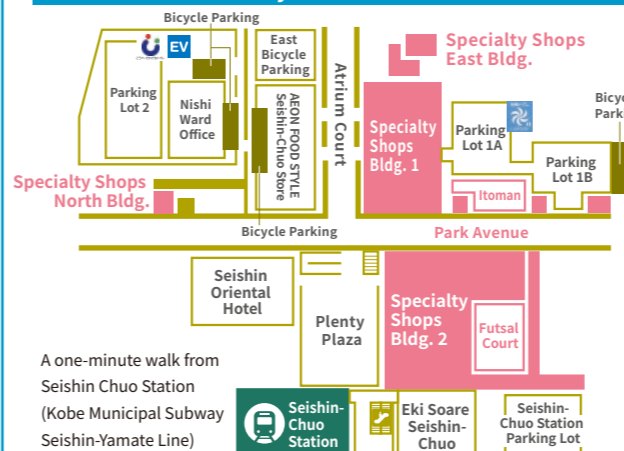 Bicycle Parking
EV
East
Bicycle
Parking
Specialty Shops
East Bldg.
Parking
Lot 2
Nishi
Ward
Office
AEON FOOD STYLE
Seishin-Chuo Store
Atrium Court
Specialty
Shops
Bldg. 1
Parking
Lot 1A
Parking
Lot 1B
Itoman
Specialty Shops
North Bldg.
Bicycle Parking
Park Avenue
Seishin
Oriental
Hotel
Plenty
Plaza
Specialty
Shops
Bldg. 2
Futsal
Court
A one-minute walk from
Seishin Chuo Station
(Kobe Municipal Subway
Seishin-Yamate Line)
Seishin-
Chuo
Station
Eki Soare
Seishin-
Chuo
Seishin-
Chuo Station
Parking Lot